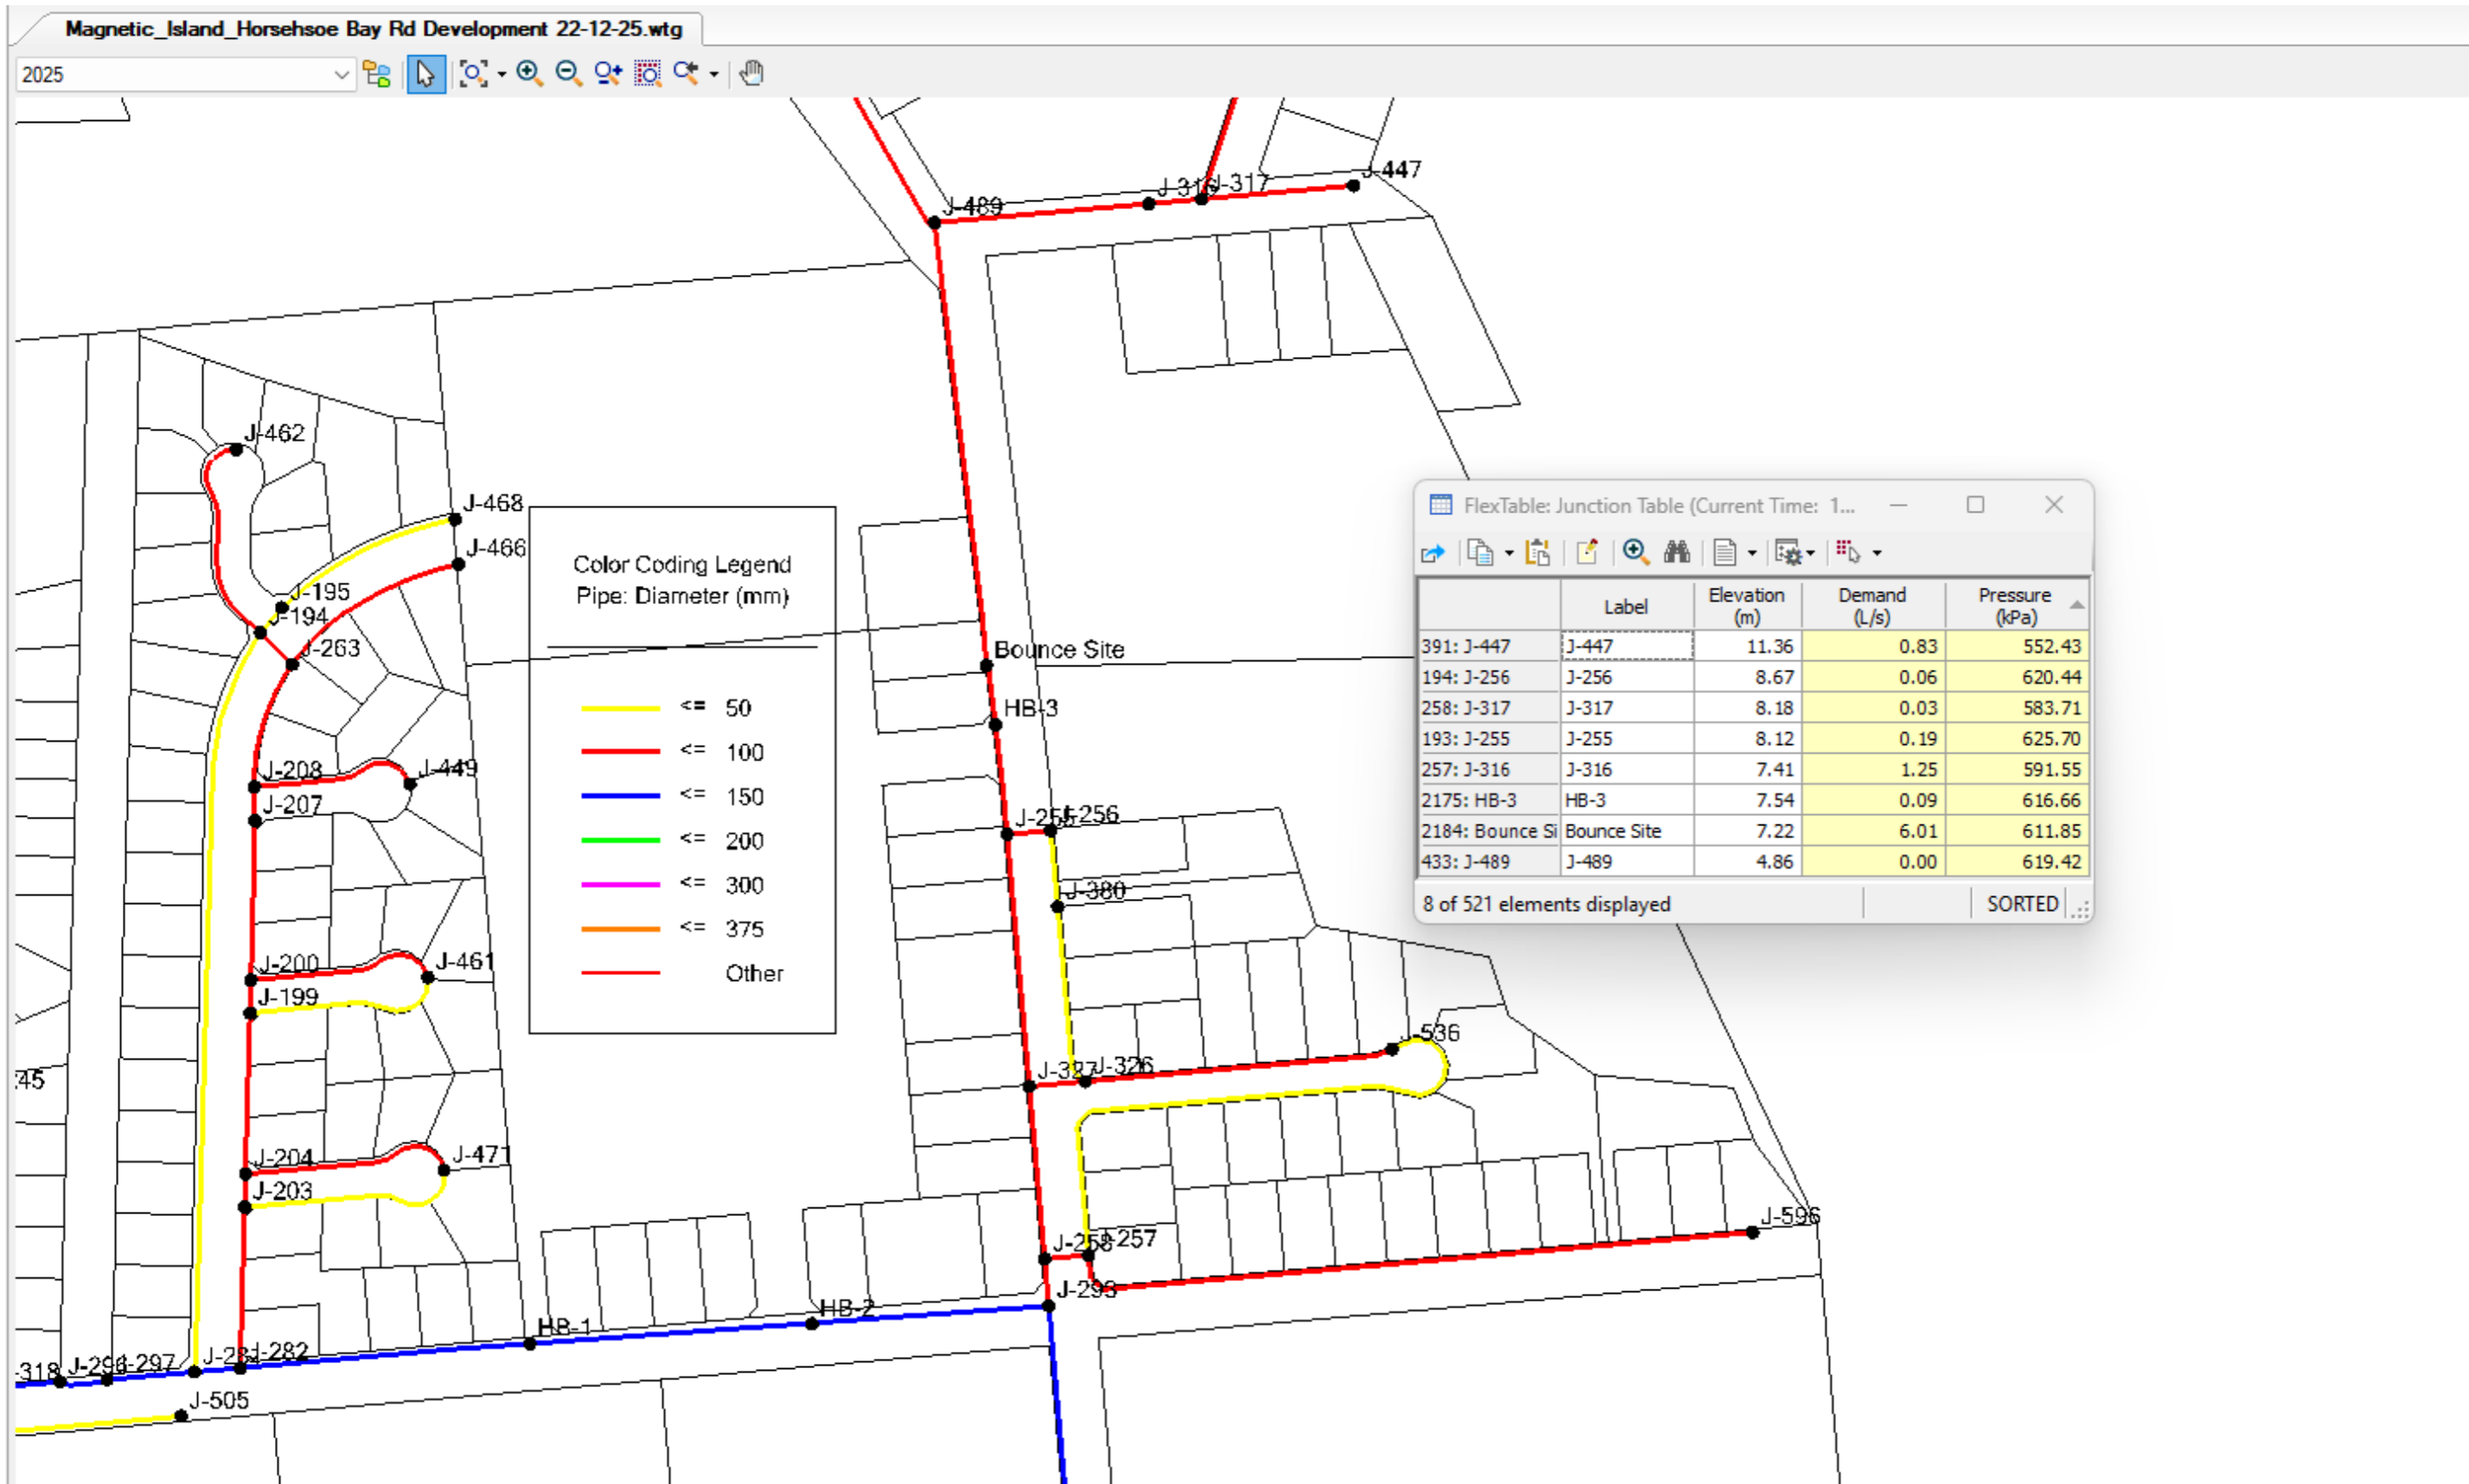 Magnetic_Island_Horsehsoe Bay Rd Development 22-12-25.wtg
2025
J-447
J-317
J-489
J-462
J-468
J-466
J-195
J-194
J-263
Color Coding Legend
Pipe: Diameter (mm)
<= 50
<= 100
<= 150
<= 200
<= 300
<= 375
Other
Bounce Site
HB-3
FlexTable: Junction Table (Current Time: 1...
Label Elevation (m) Demand (L/s) Pressure (kPa)
391: J-447 J-447 11.36 0.83 552.43
194: J-256 J-256 8.67 0.06 620.44
258: J-317 J-317 8.18 0.03 583.71
193: J-255 J-255 8.12 0.19 625.70
257: J-316 J-316 7.41 1.25 591.55
2175: HB-3 HB-3 7.54 0.09 616.66
2184: Bounce Si Bounce Site 7.22 6.01 611.85
433: J-489 J-489 4.86 0.00 619.42
8 of 521 elements displayed SORTED
J-208
J-449
J-207
J-256
J-380
J-200
J-461
J-199
J-536
J-326
:45
J-204
J-471
J-203
J-596
J-257
J-293
HB-2
HB-1
J-282
J-297
-318
J-505